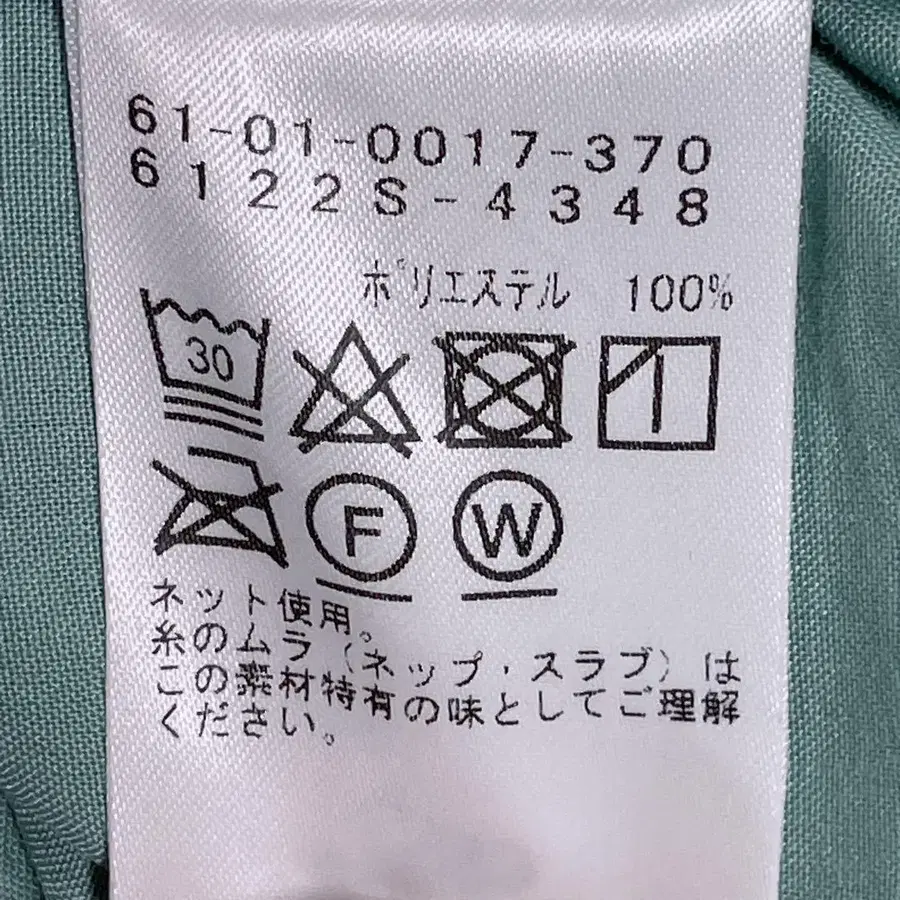 61-01-0017-370
6122S-4348
ポリエステル 100%
30
F W
ネット使用。
糸のムラ(ネップ・スラブ)は
この素材特有の味としてご理解
ください。